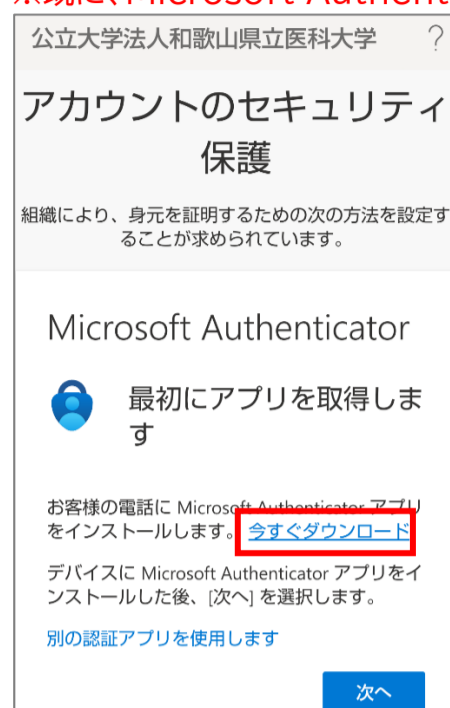 ※既に、Microsoft Authent
公立大学法人和歌山県立医科大学 ?
アカウントのセキュリティ
保護
組織により、身元を証明するための次の方法を設定す
ることが求められています。
Microsoft Authenticator
最初にアプリを取得しま
す
お客様の電話に Microsoft Authenticator アプリ
をインストールします。 今すぐダウンロード
デバイスに Microsoft Authenticator アプリをイ
ンストールした後、[次へ] を選択します。
別の認証アプリを使用します
次へ